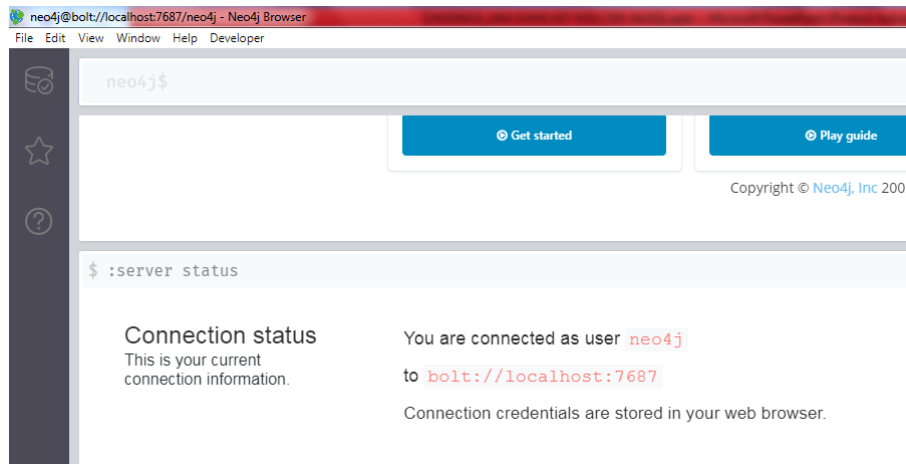 neo4j@bolt://localhost:7687/neo4j - Neo4j Browser
File Edit View Window Help Developer
neo4j$
Get started
Play guide
Copyright © Neo4j, Inc 200
$ :server status
Connection status
This is your current
connection information.
You are connected as user neo4j
to bolt://localhost:7687
Connection credentials are stored in your web browser.